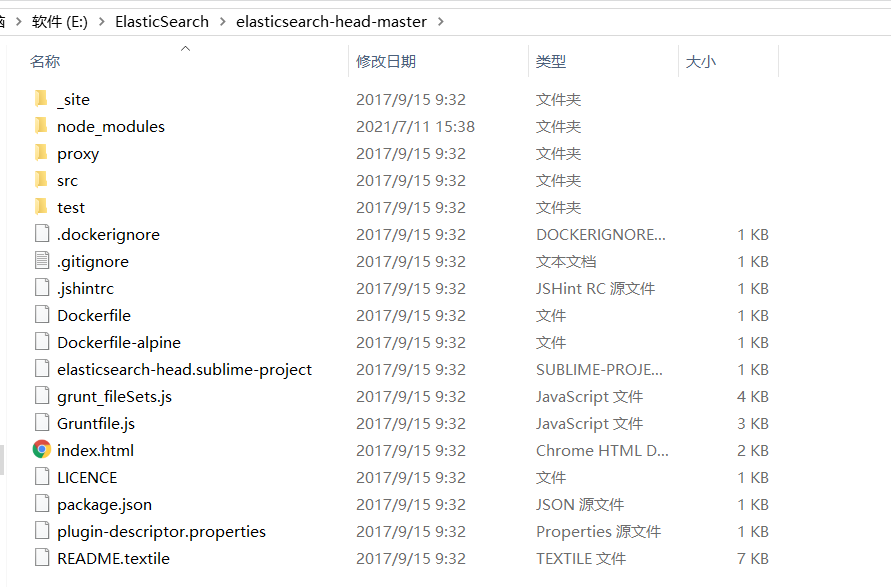 软件 (E:) > ElasticSearch > elasticsearch-head-master >
名称 修改日期 类型 大小
_site 2017/9/15 9:32 文件夹
node_modules 2021/7/11 15:38 文件夹
proxy 2017/9/15 9:32 文件夹
src 2017/9/15 9:32 文件夹
test 2017/9/15 9:32 文件夹
.dockerignore 2017/9/15 9:32 DOCKERIGNORE... 1 KB
.gitignore 2017/9/15 9:32 文本文档 1 KB
.jshintrc 2017/9/15 9:32 JSHint RC 源文件 1 KB
Dockerfile 2017/9/15 9:32 文件 1 KB
Dockerfile-alpine 2017/9/15 9:32 文件 1 KB
elasticsearch-head.sublime-project 2017/9/15 9:32 SUBLIME-PROJE... 1 KB
grunt_fileSets.js 2017/9/15 9:32 JavaScript 文件 4 KB
Gruntfile.js 2017/9/15 9:32 JavaScript 文件 3 KB
index.html 2017/9/15 9:32 Chrome HTML D... 2 KB
LICENCE 2017/9/15 9:32 文件 1 KB
package.json 2017/9/15 9:32 JSON 源文件 1 KB
plugin-descriptor.properties 2017/9/15 9:32 Properties 源文件 1 KB
README.textile 2017/9/15 9:32 TEXTILE 文件 7 KB